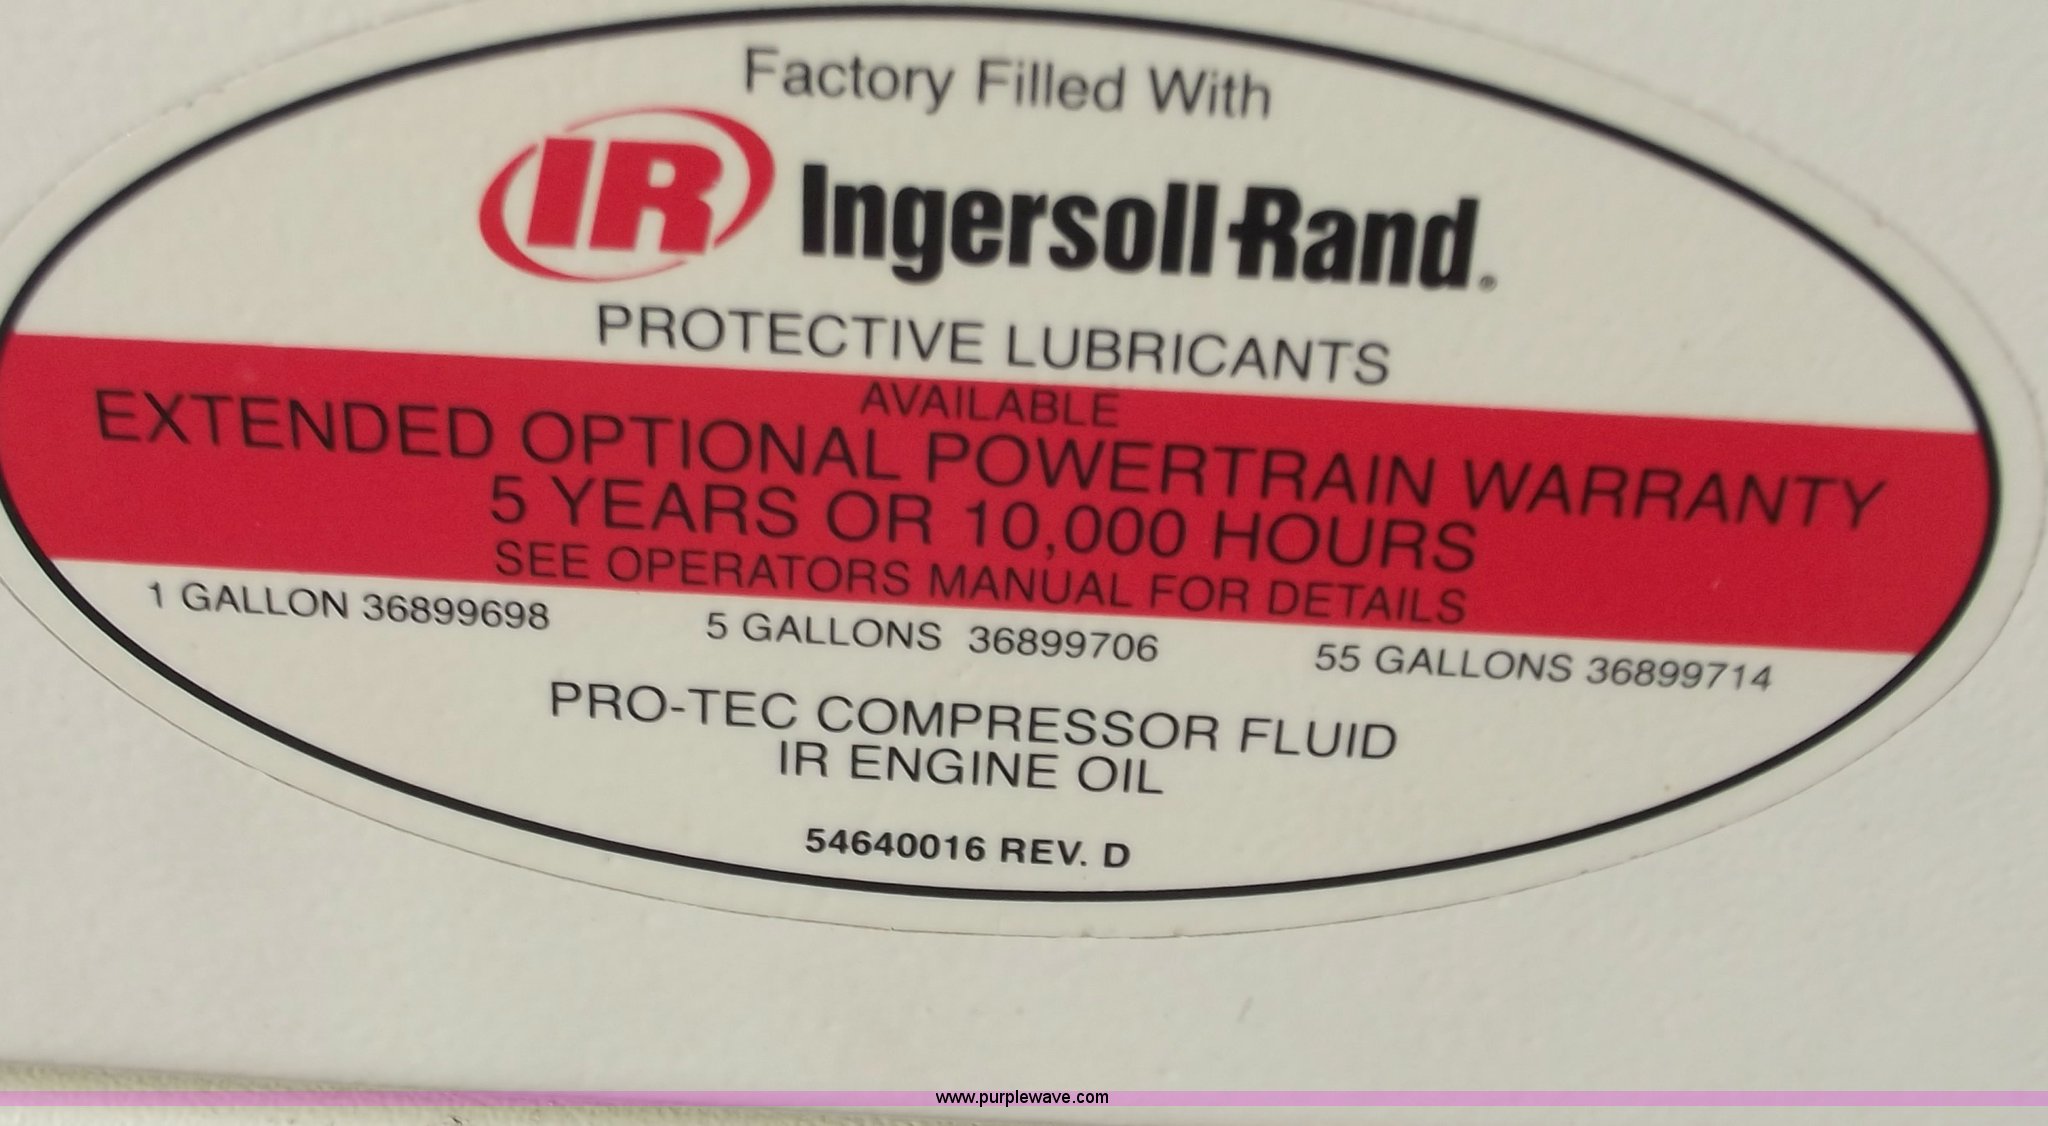 Factory Filled With
IR Ingersoll-Rand®
PROTECTIVE LUBRICANTS
AVAILABLE
EXTENDED OPTIONAL POWERTRAIN WARRANTY
5 YEARS OR 10,000 HOURS
SEE OPERATORS MANUAL FOR DETAILS
1 GALLON 36899698 5 GALLONS 36899706 55 GALLONS 36899714
PRO-TEC COMPRESSOR FLUID
IR ENGINE OIL
54640016 REV. D
www.purplewave.com